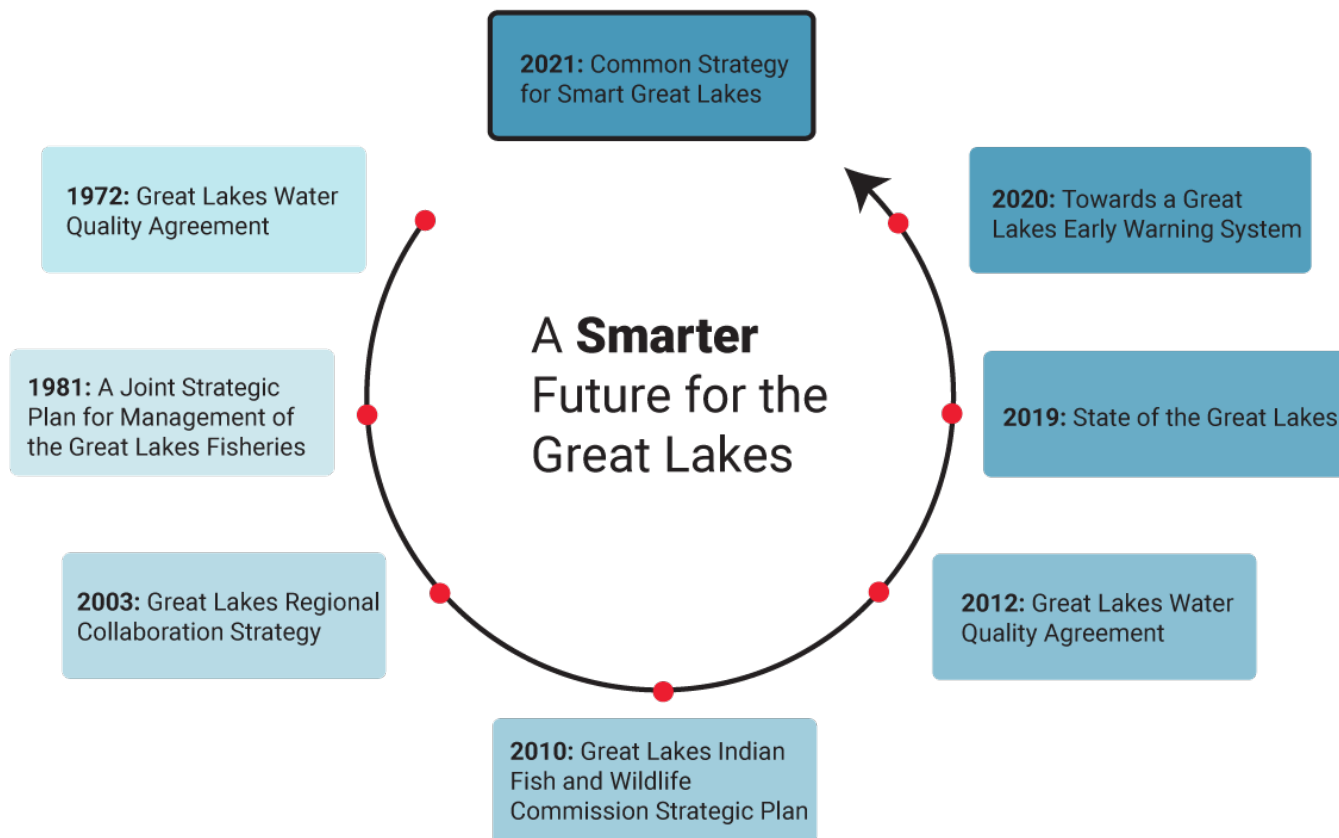 2021: Common Strategy
for Smart Great Lakes
1972: Great Lakes Water
Quality Agreement
1981: A Joint Strategic
Plan for Management of
the Great Lakes Fisheries
2003: Great Lakes Regional
Collaboration Strategy
2010: Great Lakes Indian
Fish and Wildlife
Commission Strategic Plan
2012: Great Lakes Water
Quality Agreement
2019: State of the Great Lakes
2020: Towards a Great
Lakes Early Warning System
A Smarter
Future for the
Great Lakes